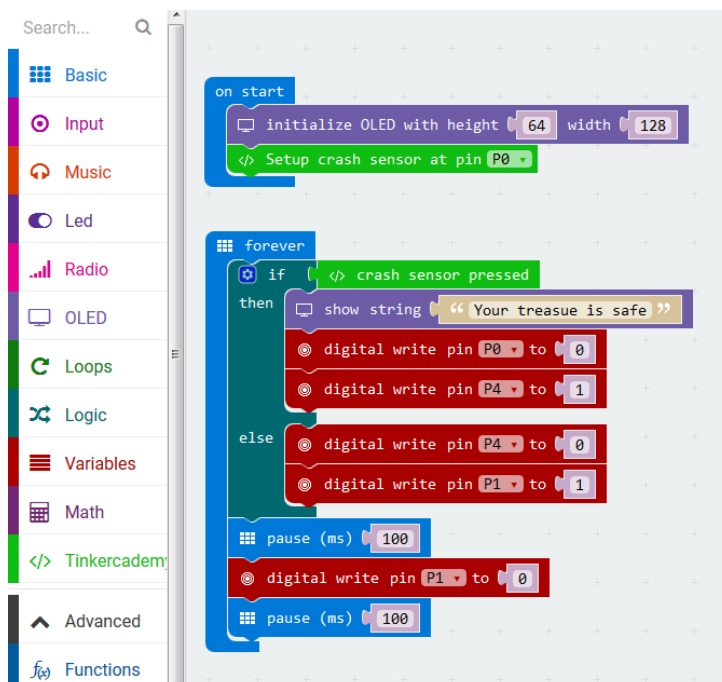 Search...
Basic
Input
Music
Led
Radio
OLED
Loops
Logic
Variables
Math
</> Tinkercademy
Advanced
f(x) Functions
on start
initialize OLED with height 64 width 128
</> Setup crash sensor at pin P0
forever
if </> crash sensor pressed
then show string “ Your treasue is safe ”
digital write pin P0 to 0
digital write pin P4 to 1
else digital write pin P4 to 0
digital write pin P1 to 1
pause (ms) 100
digital write pin P1 to 0
pause (ms) 100